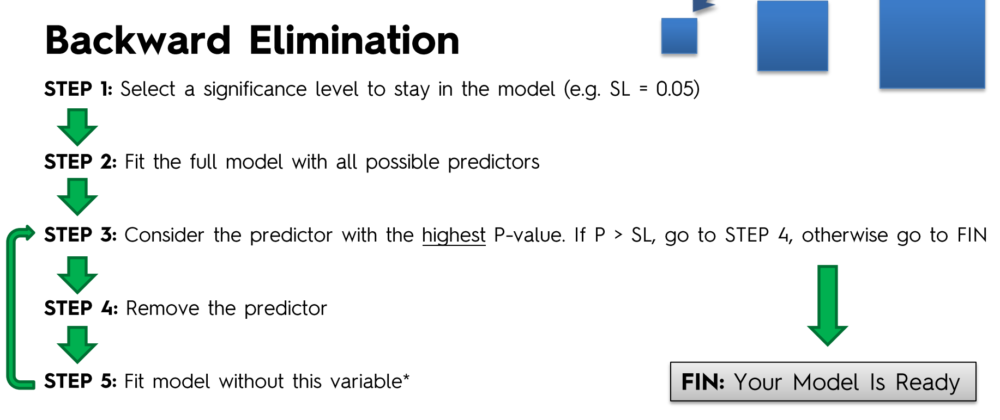 Backward Elimination
STEP 1: Select a significance level to stay in the model (e.g. SL = 0.05)
STEP 2: Fit the full model with all possible predictors
STEP 3: Consider the predictor with the highest P-value. If P > SL, go to STEP 4, otherwise go to FIN
STEP 4: Remove the predictor
STEP 5: Fit model without this variable*
FIN: Your Model Is Ready